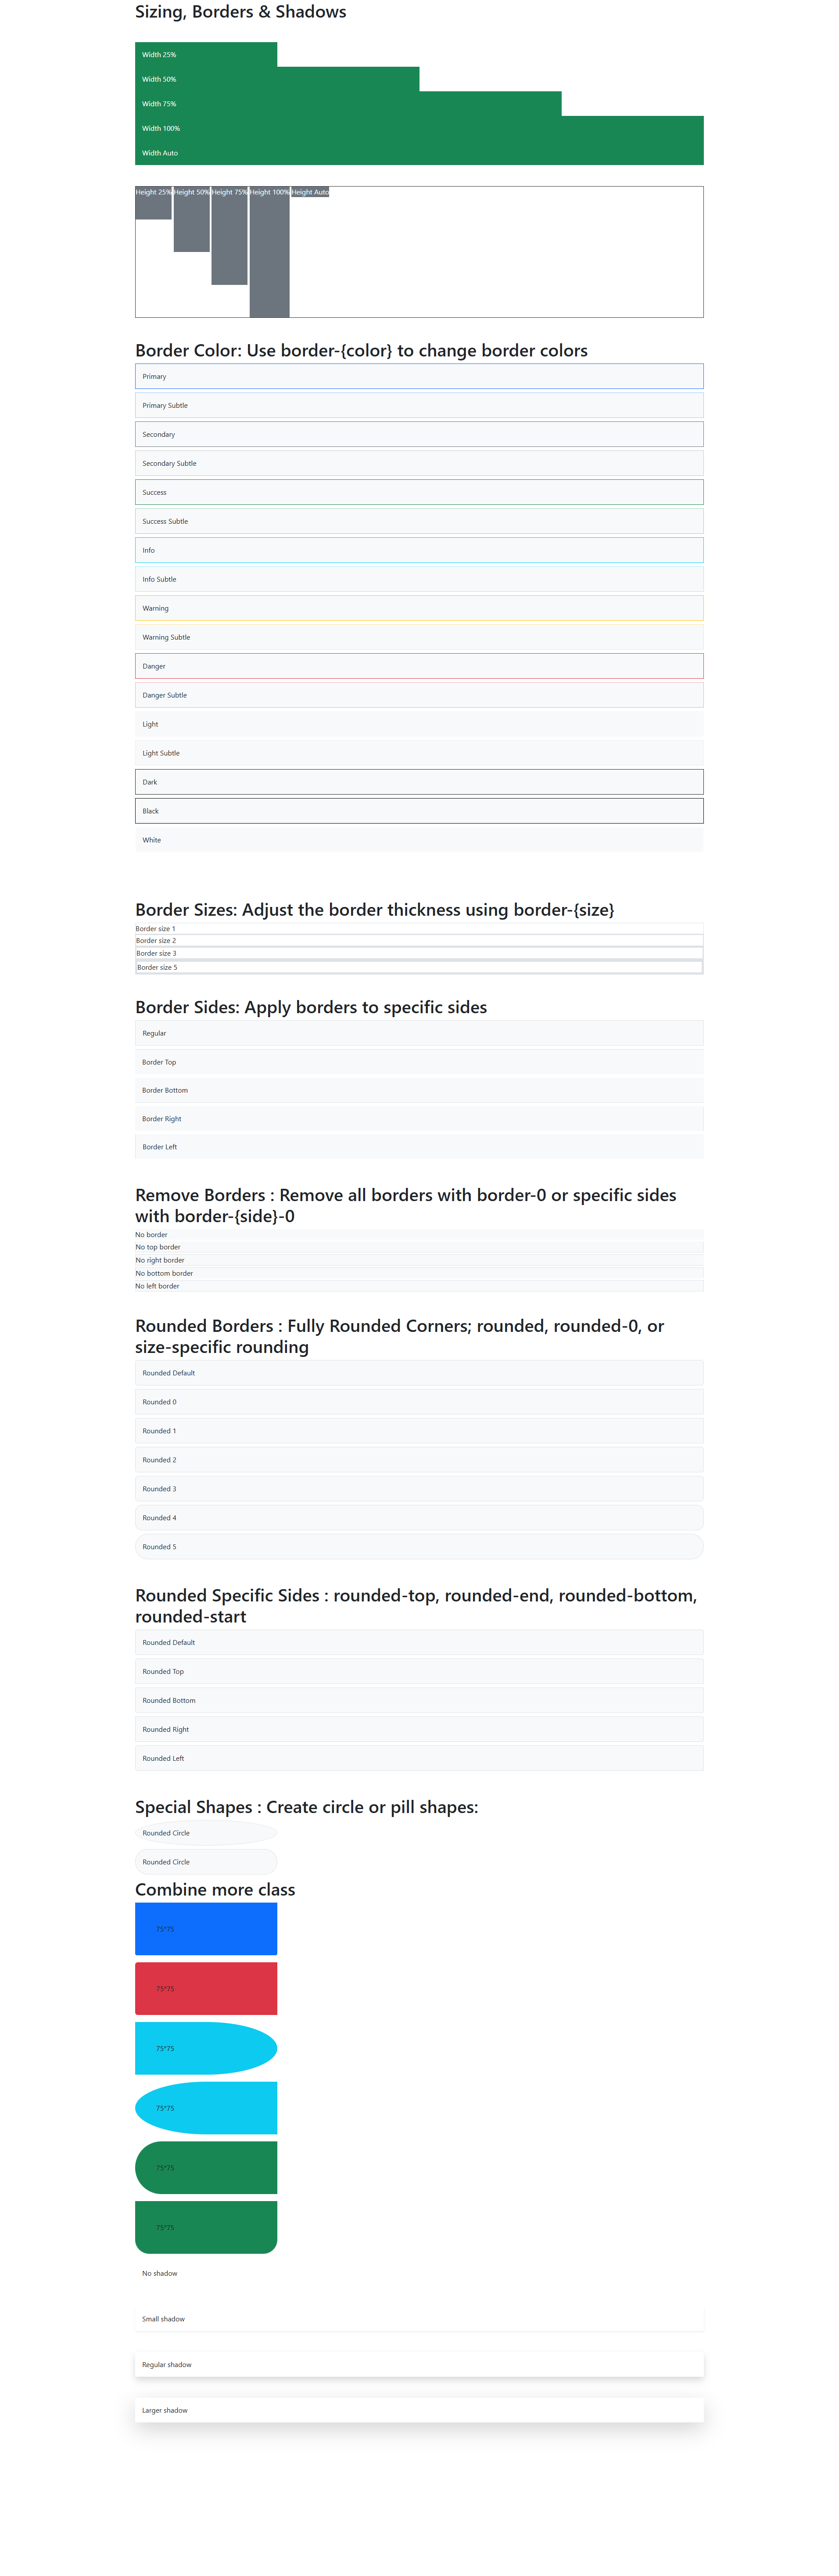 Sizing, Borders & Shadows
Width 25%
Width 50%
Width 75%
Width 100%
Width Auto
Height 25% Height 50% Height 75% Height 100% Height Auto
Border Color: Use border-{color} to change border colors
Primary
Primary Subtle
Secondary
Secondary Subtle
Success
Success Subtle
Info
Info Subtle
Warning
Warning Subtle
Danger
Danger Subtle
Light
Light Subtle
Dark
Black
White
Border Sizes: Adjust the border thickness using border-{size}
Border size 1
Border size 2
Border size 3
Border size 5
Border Sides: Apply borders to specific sides
Regular
Border Top
Border Bottom
Border Right
Border Left
Remove Borders : Remove all borders with border-0 or specific sides
with border-{side}-0
No border
No top border
No right border
No bottom border
No left border
Rounded Borders : Fully Rounded Corners; rounded, rounded-0, or
size-specific rounding
Rounded Default
Rounded 0
Rounded 1
Rounded 2
Rounded 3
Rounded 4
Rounded 5
Rounded Specific Sides : rounded-top, rounded-end, rounded-bottom,
rounded-start
Rounded Default
Rounded Top
Rounded Bottom
Rounded Right
Rounded Left
Special Shapes : Create circle or pill shapes:
Rounded Circle
Rounded Circle
Combine more class
75*75
75*75
75*75
75*75
75*75
75*75
No shadow
Small shadow
Regular shadow
Larger shadow